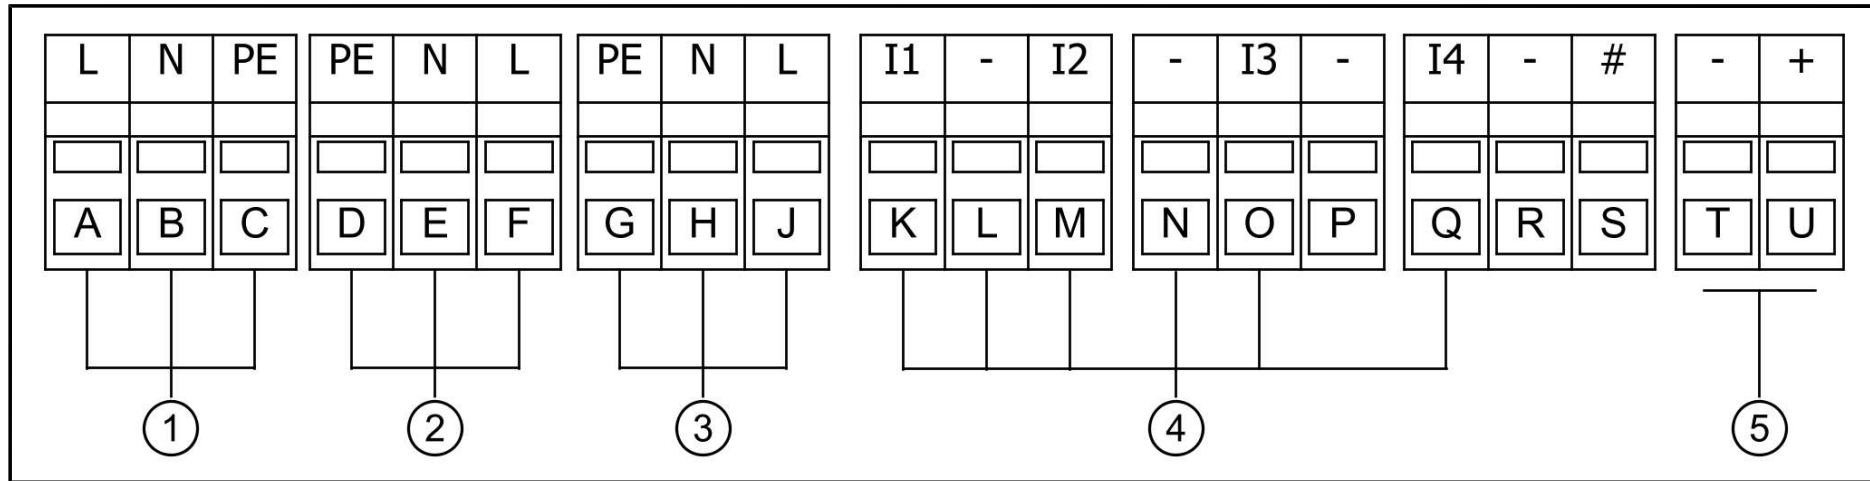 L N PE PE N L PE N L I1 - I2 - I3 - I4 - # - +
A B C D E F G H J K L M N O P Q R S T U
1 2 3 4 5